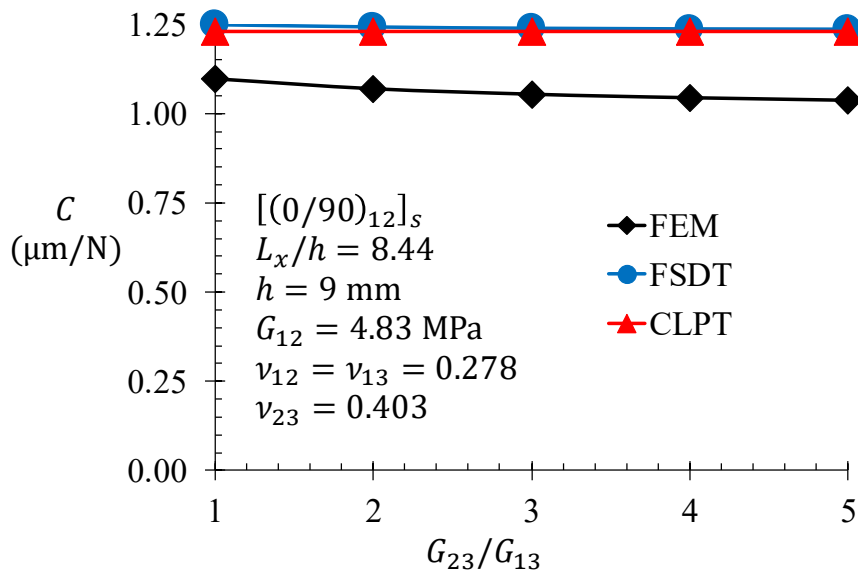 1.25
1.00
0.75
0.50
0.25
0.00
C
(μm/N)
[(0/90)₁₂]ₛ
Lₓ/h = 8.44
h = 9 mm
G₁₂ = 4.83 MPa
ν₁₂ = ν₁₃ = 0.278
ν₂₃ = 0.403
FEM
FSDT
CLPT
1 2 3 4 5
G₂₃/G₁₃